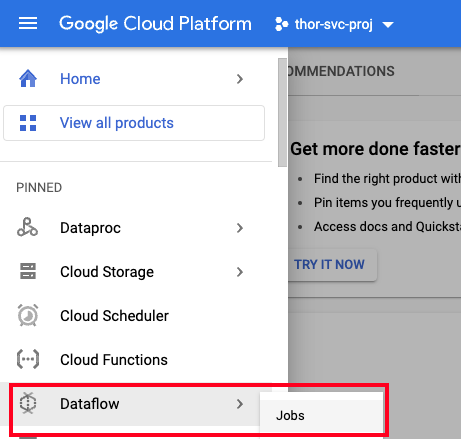 Google Cloud Platform
thor-svc-proj
Home
View all products
PINNED
Dataproc
Cloud Storage
Cloud Scheduler
Cloud Functions
Dataflow
Jobs
OMMENDATIONS
Get more done faster
Find the right product with
Pin items you frequently u
Access docs and Quicksta
TRY IT NOW